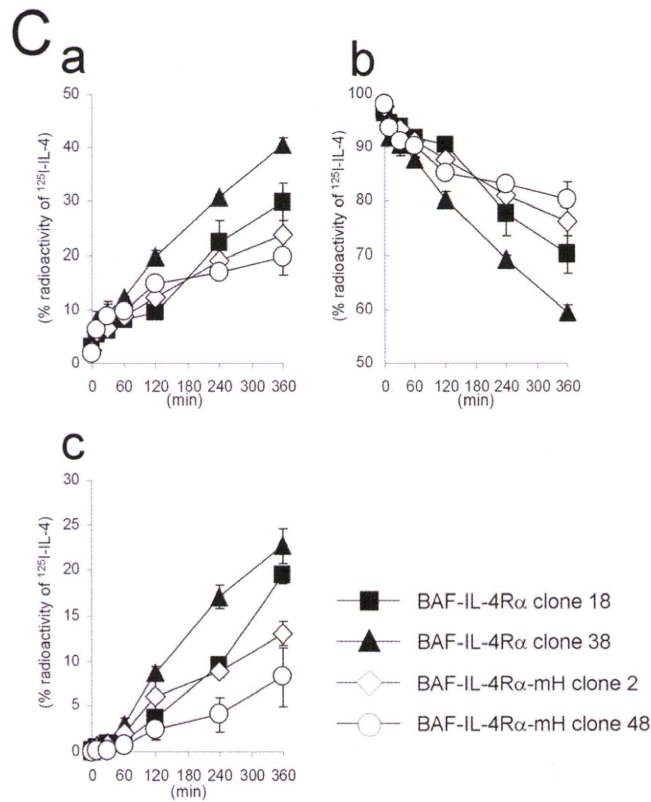 C
a
50
40
30
20
10
0
(% radioactivity of ¹²⁵I-IL-4)
0 60 120 180 240 300 360
(min)
b
100
90
80
70
60
50
(% radioactivity of ¹²⁵I-IL-4)
0 60 120 180 240 300 360
(min)
c
30
25
20
15
10
5
0
(% radioactivity of ¹²⁵I-IL-4)
0 60 120 180 240 300 360
(min)
BAF-IL-4Rα clone 18
BAF-IL-4Rα clone 38
BAF-IL-4Rα-mH clone 2
BAF-IL-4Rα-mH clone 48